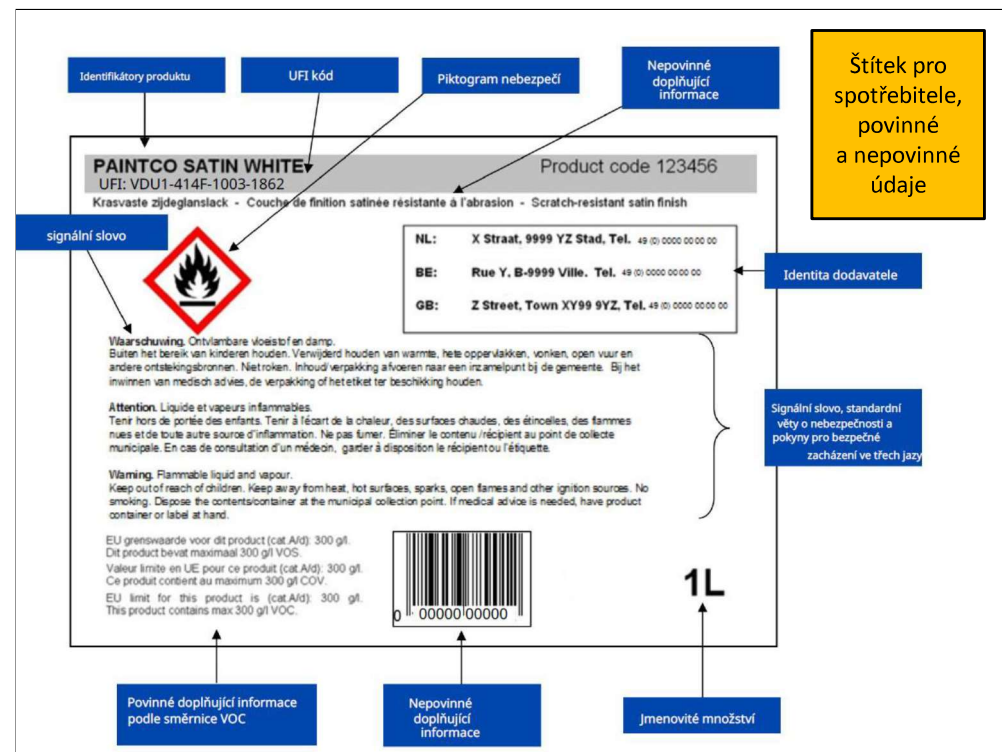 Identifikátory produktu
UFI kód
Piktogram nebezpečí
Nepovinné
doplňující
informace
Štítek pro
spotřebitele,
povinné
a nepovinné
údaje
PAINTCO SATIN WHITE
Product code 123456
UFI: VDU1-414F-1003-1862
Krasvaste zijdeglanslack - Couche de finition satinée résistante à l'abrasion - Scratch-resistant satin finish
signální slovo
NL: X Straat, 9999 YZ Stad, Tel. 49 (0) 0000 00 00 00
BE: Rue Y, B-9999 Ville. Tel. 49 (0) 0000 00 00 00
GB: Z Street, Town XY99 9YZ, Tel. 49 (0) 0000 00 00 00
Identita dodavatele
Waarschuwing. Ontvlambare vloeistof en damp.
Buiten het bereik van kinderen houden. Verwijderd houden van warmte, hete oppervlakken, vonken, open vuur en
andere ontstekingsbronnen. Niet roken. Inhoud/verpakking afvoeren naar een inzamelpunt bij de gemeente. Bij het
inwinnen van medisch advies, de verpakking of het etiket ter beschikking houden.
Attention. Liquide et vapeurs inflammables.
Tenir hors de portée des enfants. Tenir à l'écart de la chaleur, des surfaces chaudes, des étincelles, des flammes
nues et de toute autre source d'inflammation. Ne pas fumer. Éliminer le contenu /récipient au point de collecte
municipale. En cas de consultation d'un médecin, garder à disposition le récipient ou l'étiquette.
Warning. Flammable liquid and vapour.
Keep out of reach of children. Keep away from heat, hot surfaces, sparks, open flames and other ignition sources. No
smoking. Dispose the contents/container at the municipal collection point. If medical advice is needed, have product
container or label at hand.
Signální slovo, standardní
věty o nebezpečnosti a
pokyny pro bezpečné
zacházení ve třech jazy
EU grenswaarde voor dit product (cat.A/d): 300 g/l.
Dit product bevat maximaal 300 g/l VOS.
Valeur limite en UE pour ce produit (cat.A/d): 300 g/l.
Ce produit contient au maximum 300 g/l COV.
EU limit for this product is (cat.A/d): 300 g/l.
This product contains max 300 g/l VOC.
0 00000 00000
1L
Povinné doplňující informace
podle směrnice VOC
Nepovinné
doplňující
informace
Jmenovité množství